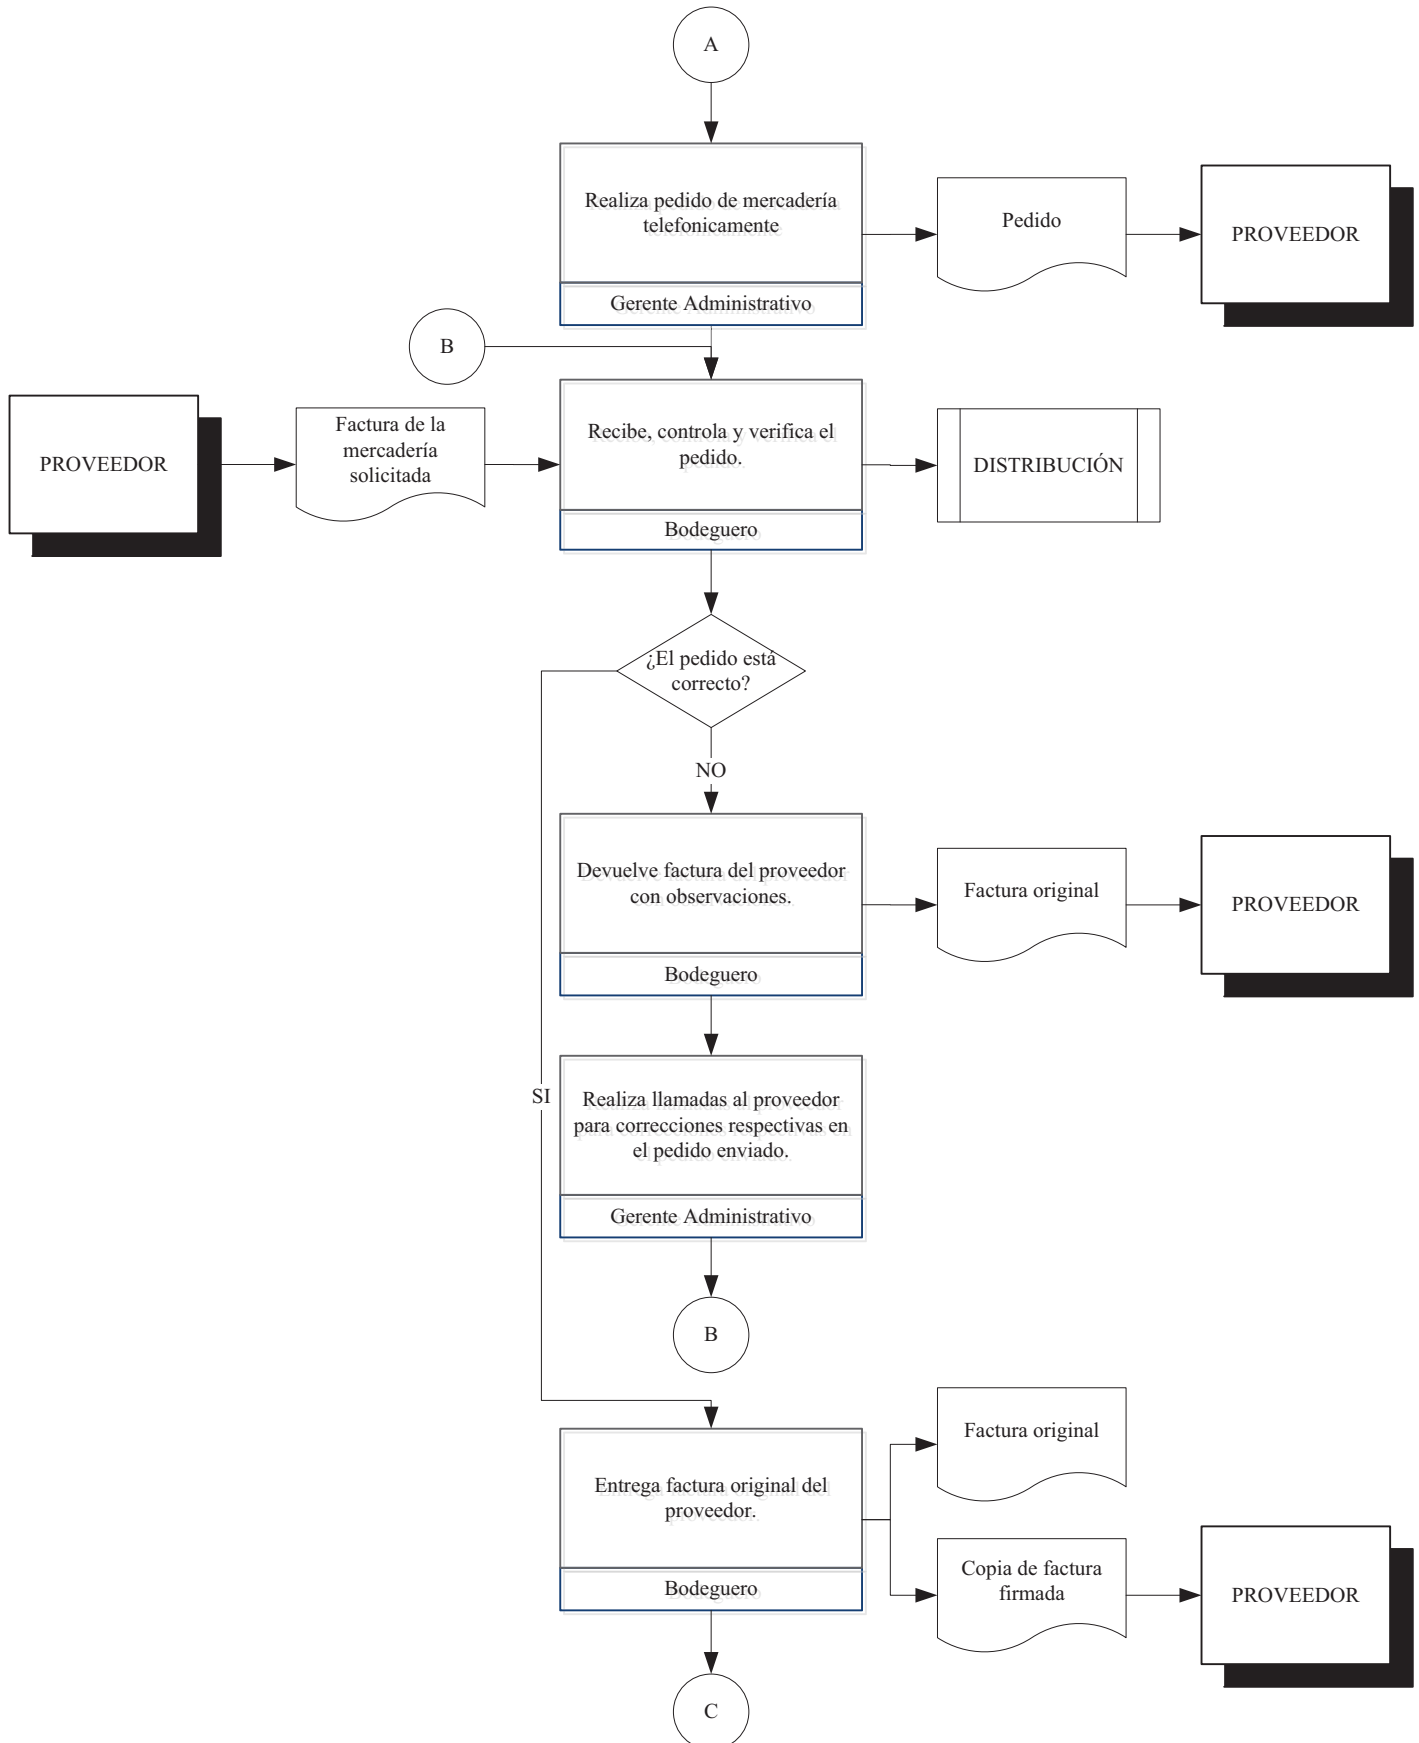 A
Realiza pedido de mercadería
telefonicamente
Gerente Administrativo
Pedido
PROVEEDOR
B
PROVEEDOR
Factura de la
mercadería
solicitada
Recibe, controla y verifica el
pedido.
Bodeguero
DISTRIBUCIÓN
¿El pedido está
correcto?
NO
Devuelve factura del proveedor
con observaciones.
Bodeguero
Factura original
PROVEEDOR
SI
Realiza llamadas al proveedor
para correcciones respectivas en
el pedido enviado.
Gerente Administrativo
B
Entrega factura original del
proveedor.
Bodeguero
Factura original
Copia de factura
firmada
PROVEEDOR
C